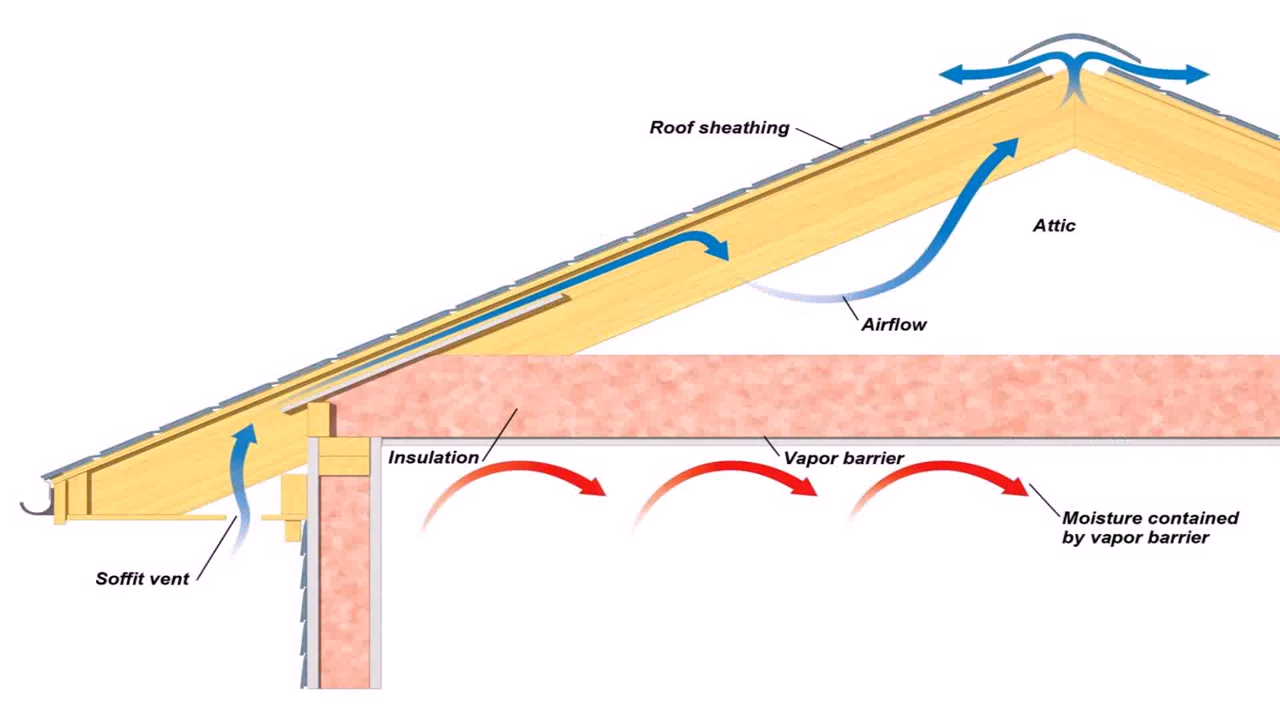 Roof sheathing
Attic
Airflow
Insulation
Vapor barrier
Moisture contained
by vapor barrier
Soffit vent